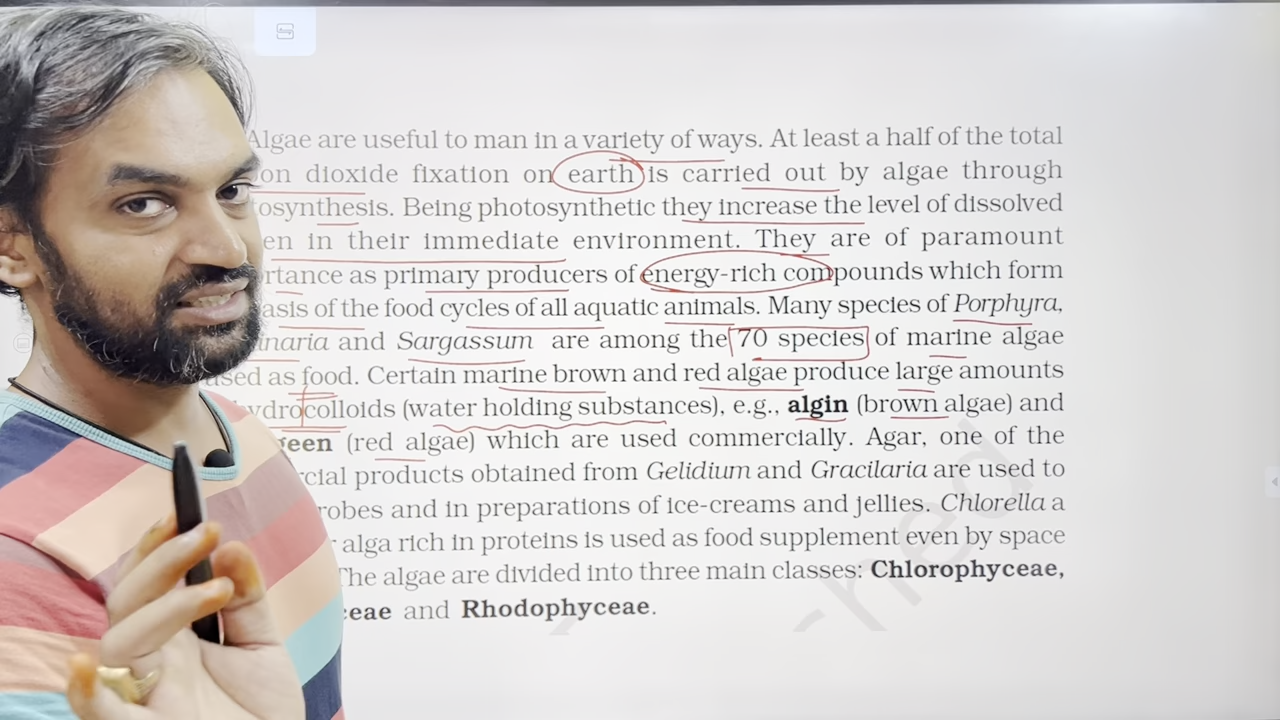 Algae are useful to man in a variety of ways. At least a half of the total
on dioxide fixation on earth is carried out by algae through
osynthesis. Being photosynthetic they increase the level of dissolved
en in their immediate environment. They are of paramount
rtance as primary producers of energy-rich compounds which form
asis of the food cycles of all aquatic animals. Many species of Porphyra,
inaria and Sargassum are among the 70 species of marine algae
used as food. Certain marine brown and red algae produce large amounts
ydrocolloids (water holding substances), e.g., algin (brown algae) and
geen (red algae) which are used commercially. Agar, one of the
rcial products obtained from Gelidium and Gracilaria are used to
robes and in preparations of ice-creams and jellies. Chlorella a
alga rich in proteins is used as food supplement even by space
The algae are divided into three main classes: Chlorophyceae,
ceae and Rhodophyceae.